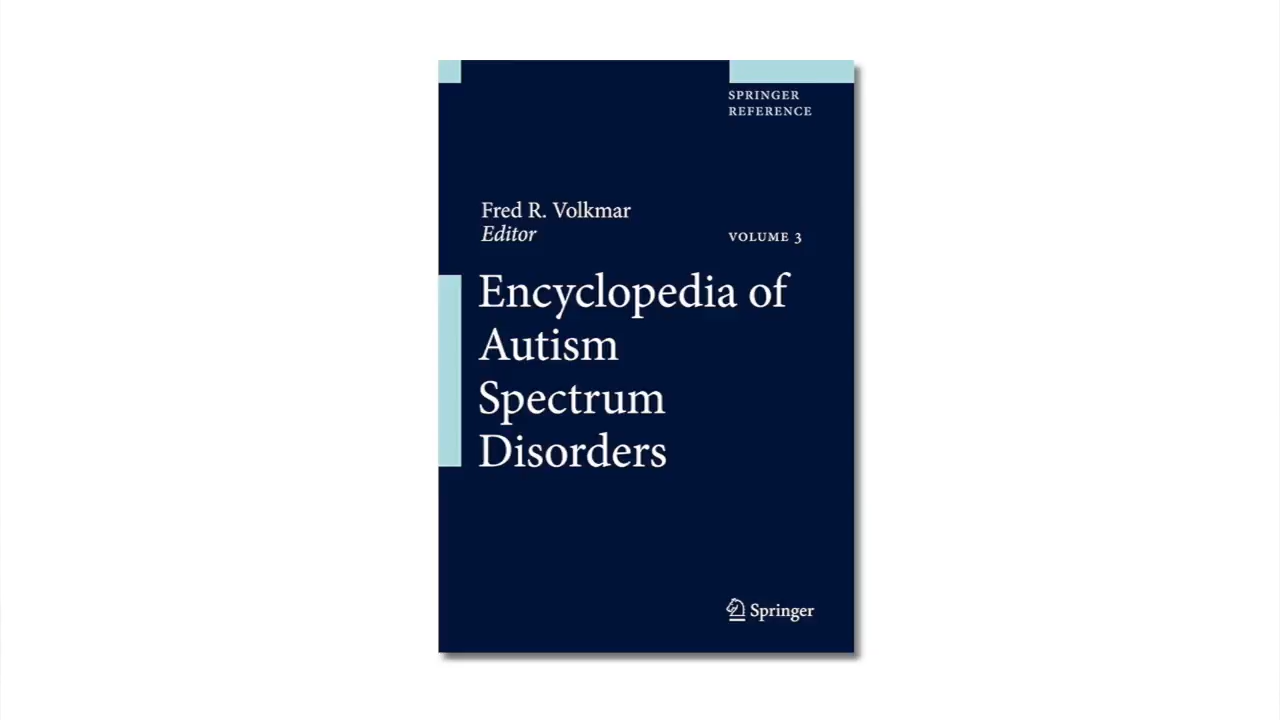 SPRINGER
REFERENCE
Fred R. Volkmar
Editor
VOLUME 3
Encyclopedia of
Autism
Spectrum
Disorders
Springer